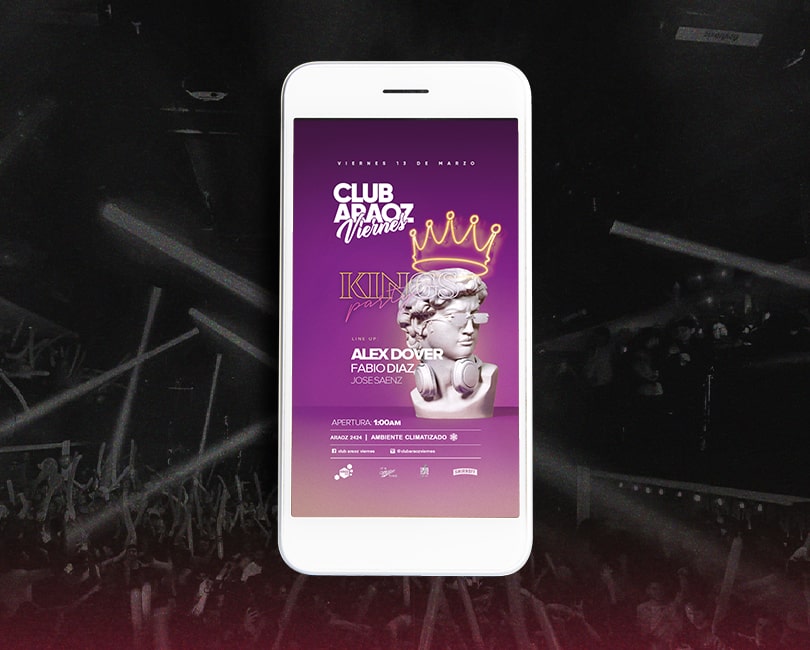 VIERNES 13 DE MARZO
CLUB
ARAOZ
Viernes
KINGS
party
LINE UP
ALEX DOVER
FABIO DIAZ
JOSE SAENZ
APERTURA: 1:00AM
ARAOZ 2424 | AMBIENTE CLIMATIZADO
club araoz viernes @clubaraozviernes
SMIRNOFF